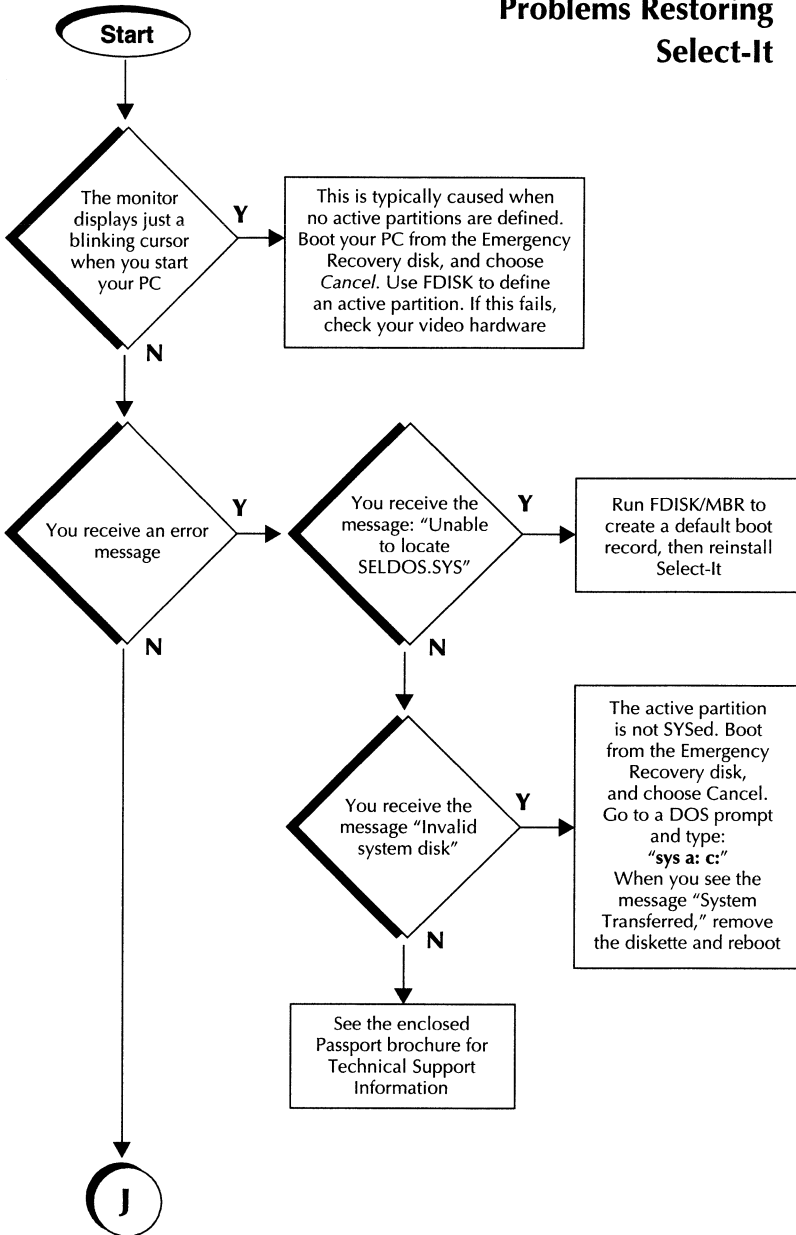 Problems Restoring
Select-It
Start
The monitor
displays just a
blinking cursor
when you start
your PC
Y
This is typically caused when
no active partitions are defined.
Boot your PC from the Emergency
Recovery disk, and choose
Cancel. Use FDISK to define
an active partition. If this fails,
check your video hardware
N
You receive an error
message
Y
You receive the
message: “Unable
to locate
SELDOS.SYS”
Y
Run FDISK/MBR to
create a default boot
record, then reinstall
Select-It
N
N
You receive the
message “Invalid
system disk”
Y
The active partition
is not SYSed. Boot
from the Emergency
Recovery disk,
and choose Cancel.
Go to a DOS prompt
and type:
“sys a: c:”
When you see the
message “System
Transferred,” remove
the diskette and reboot
N
See the enclosed
Passport brochure for
Technical Support
Information
J